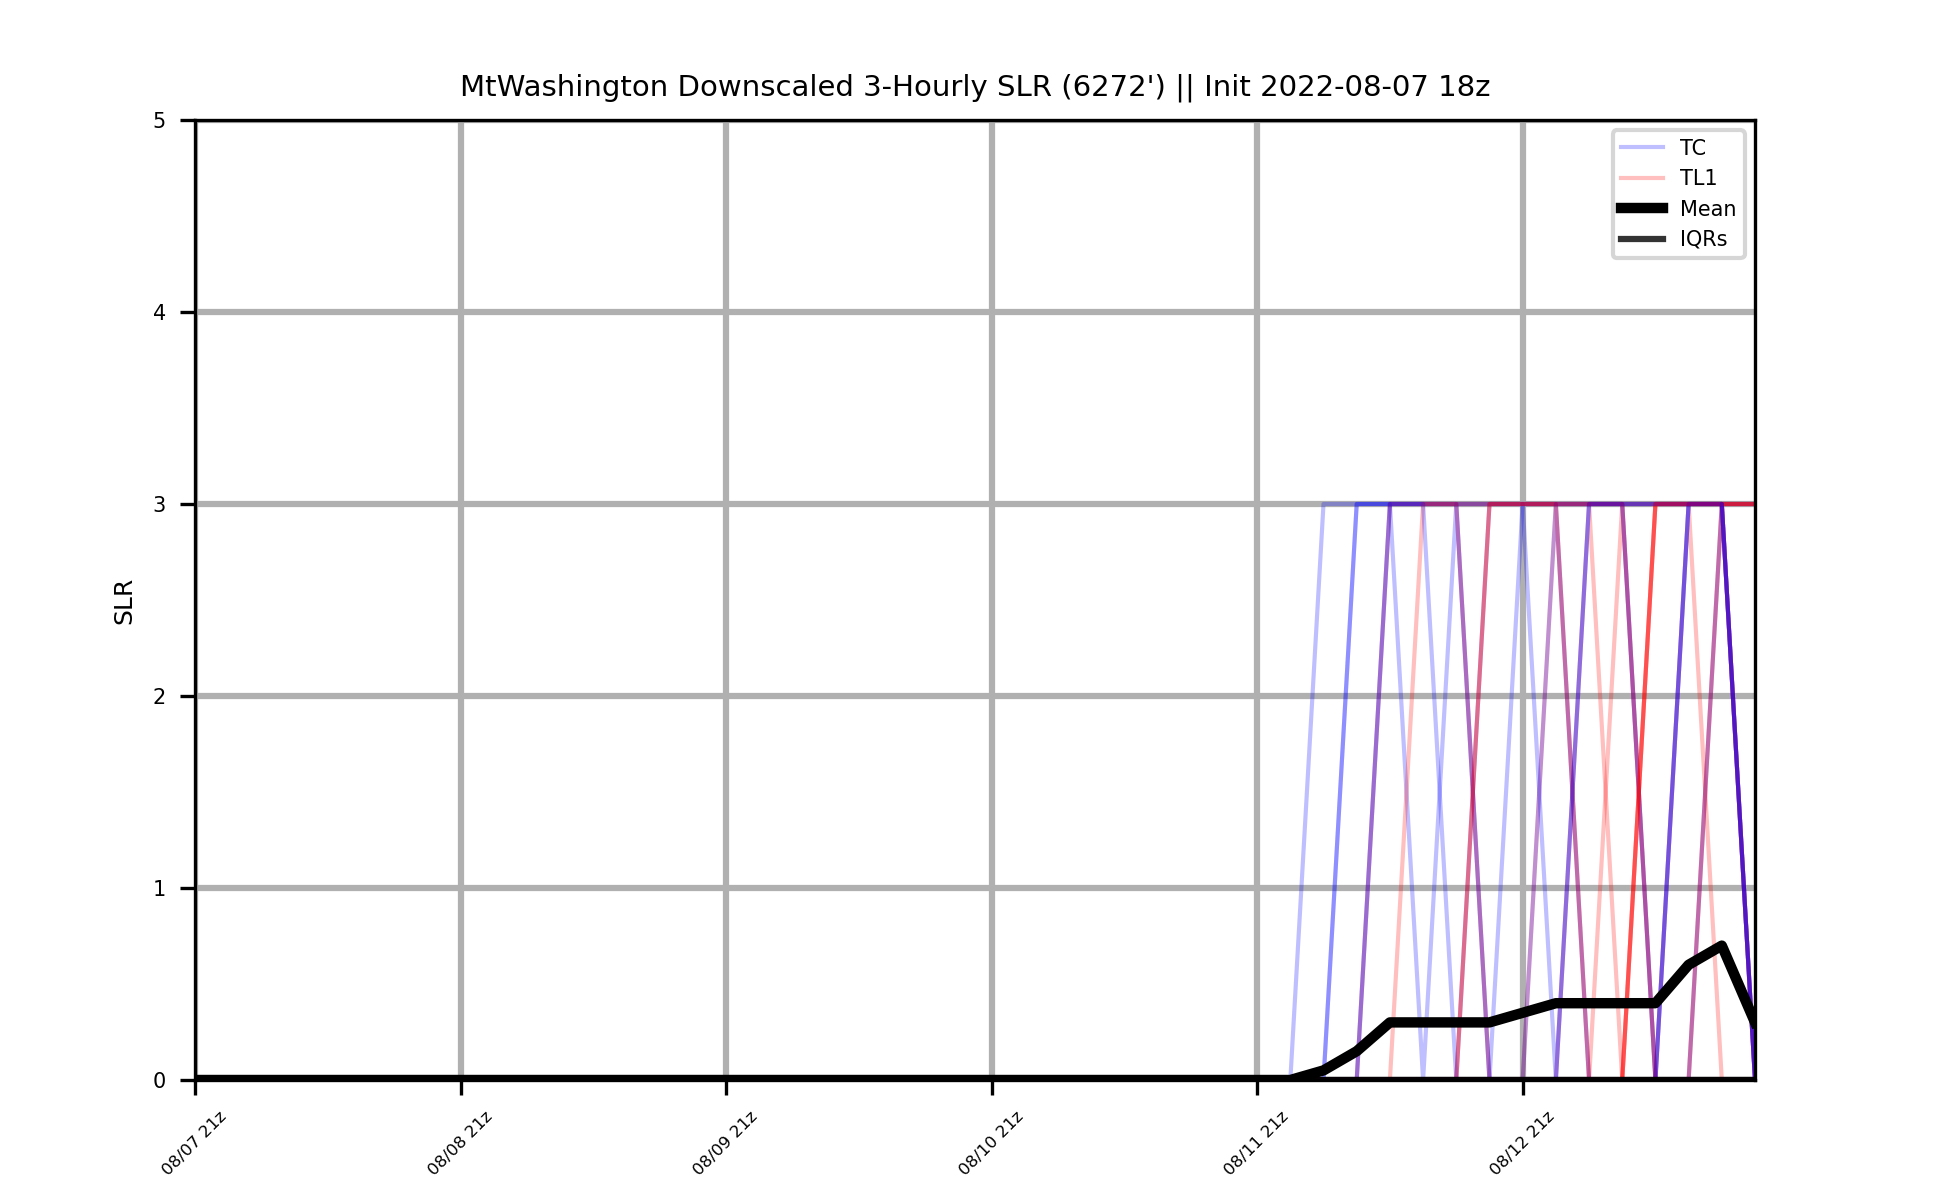 MtWashington Downscaled 3-Hourly SLR (6272') || Init 2022-08-07 18z
5
4
3
2
1
0
SLR
TC
TL1
Mean
IQRs
08/07 21z
08/08 21z
08/09 21z
08/10 21z
08/11 21z
08/12 21z